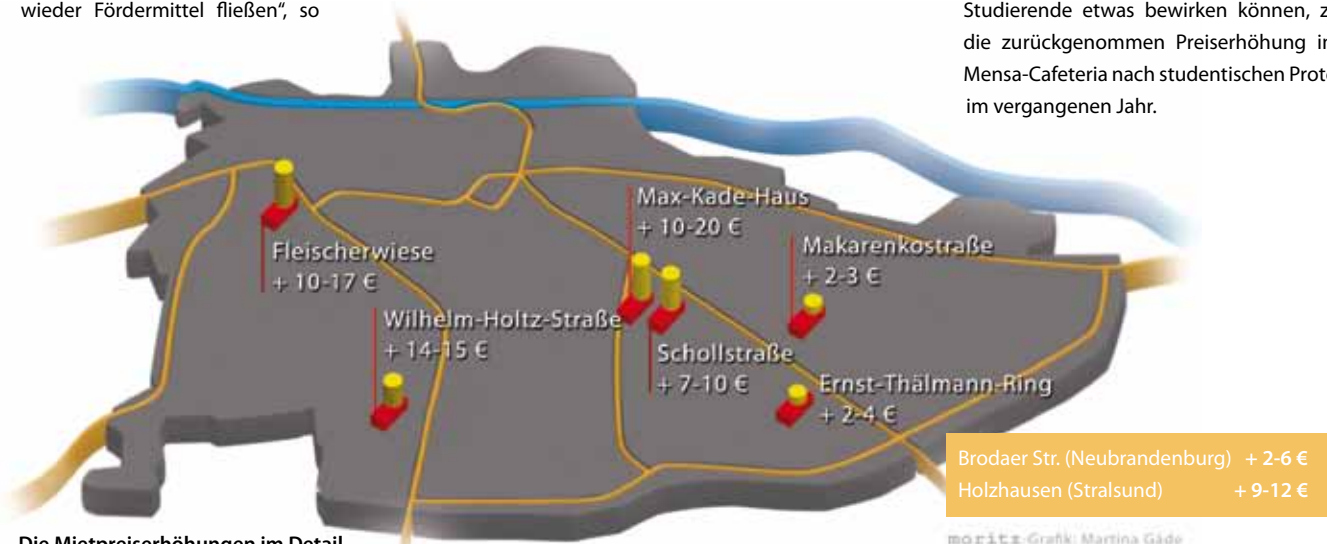 wieder Fördermittel fließen“, so
Studierende etwas bewirken können, z
die zurückgenommen Preiserhöhung in
Mensa-Cafeteria nach studentischen Prote
im vergangenen Jahr.
Max-Kade-Haus
+ 10-20 €
Fleischerwiese
+ 10-17 €
Makarenkostraße
+ 2-3 €
Wilhelm-Holtz-Straße
+ 14-15 €
Schollstraße
+ 7-10 €
Ernst-Thälmann-Ring
+ 2-4 €
Brodaer Str. (Neubrandenburg) + 2-6 €
Holzhausen (Stralsund) + 9-12 €
Die Mietpreiserhöhungen im Detail
moritz-Grafik: Martina Gäde